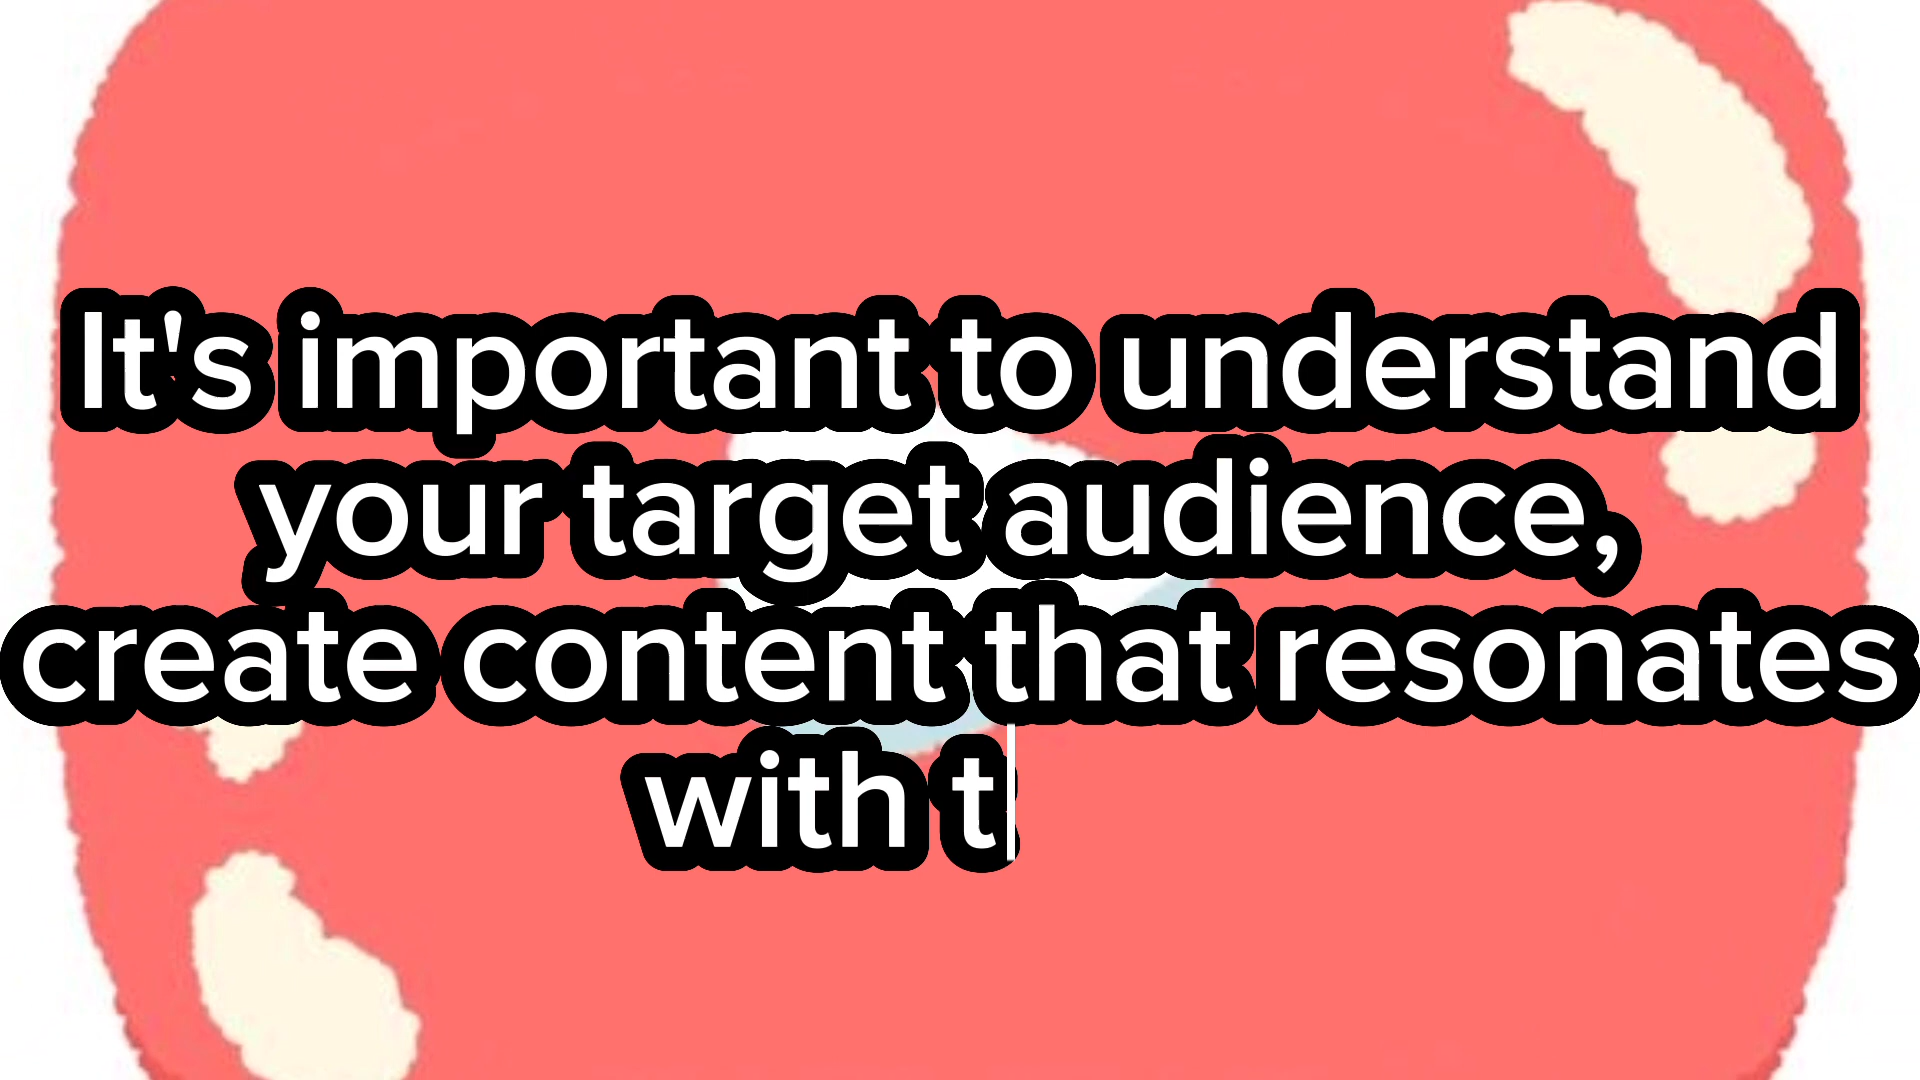 It's important to understand
your target audience,
create content that resonates
with t